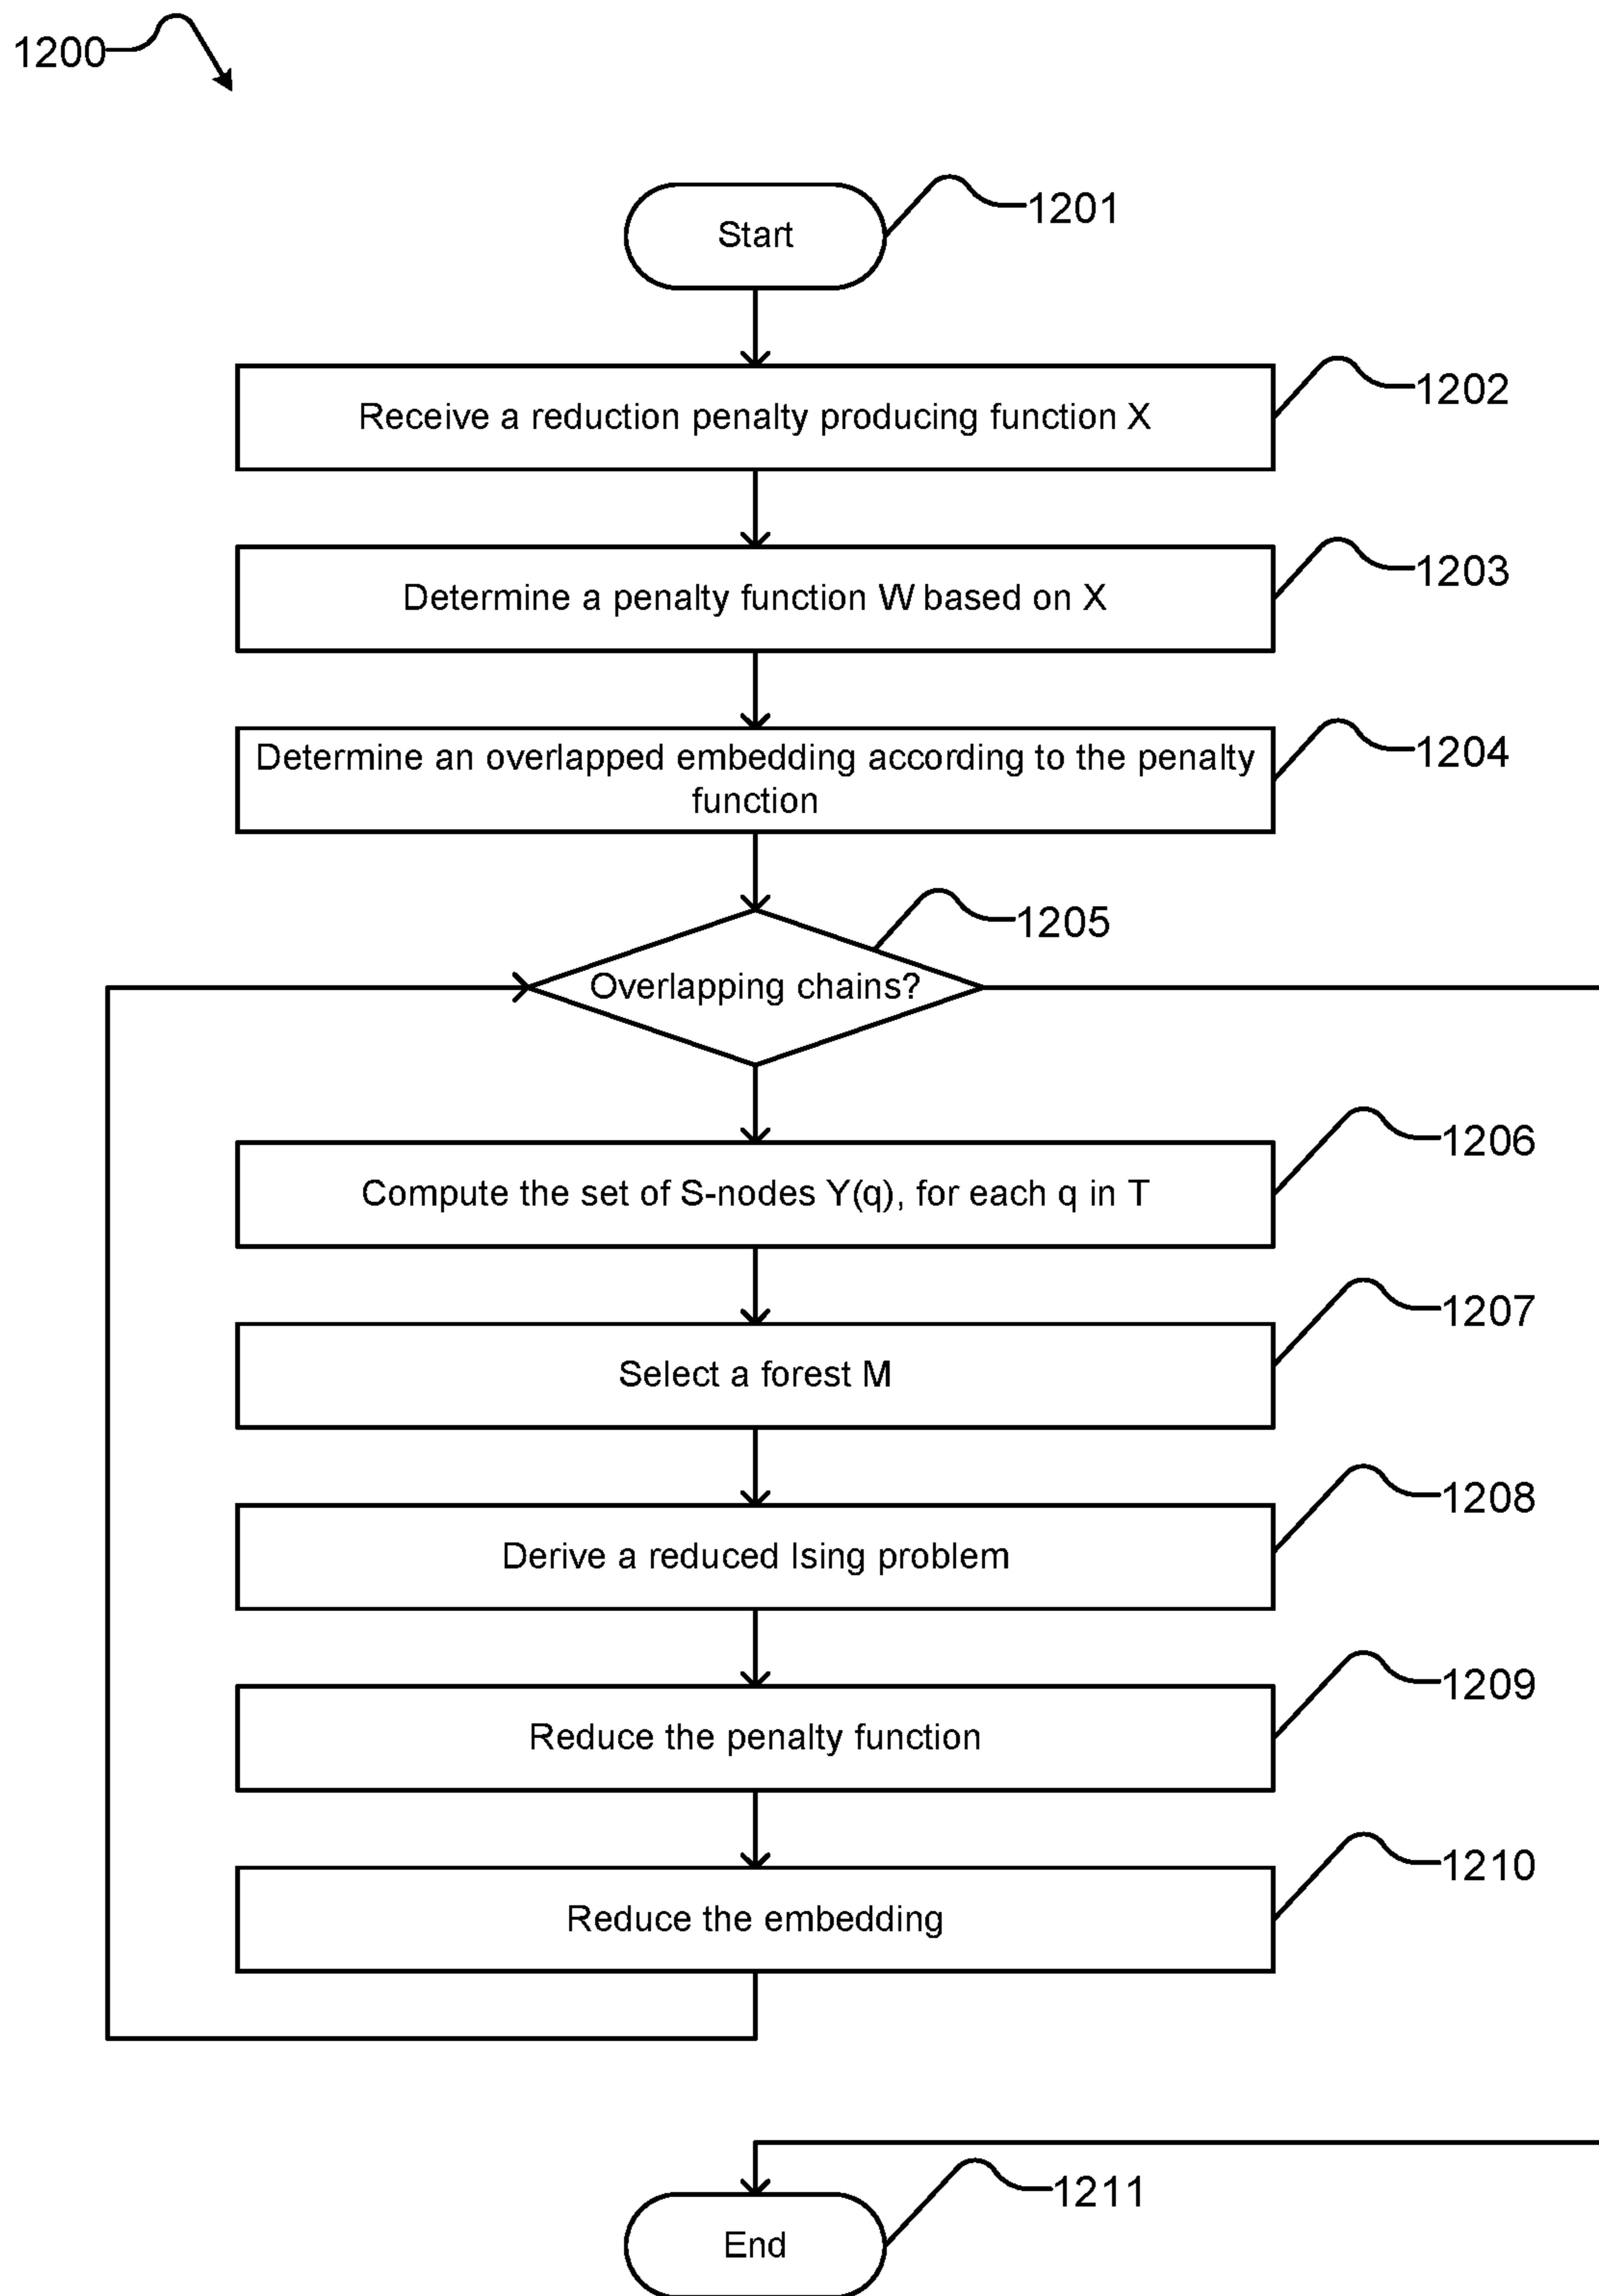 1200
Start
1201
Receive a reduction penalty producing function X
1202
Determine a penalty function W based on X
1203
Determine an overlapped embedding according to the penalty
function
1204
Overlapping chains?
1205
Compute the set of S-nodes Y(q), for each q in T
1206
Select a forest M
1207
Derive a reduced Ising problem
1208
Reduce the penalty function
1209
Reduce the embedding
1210
End
1211